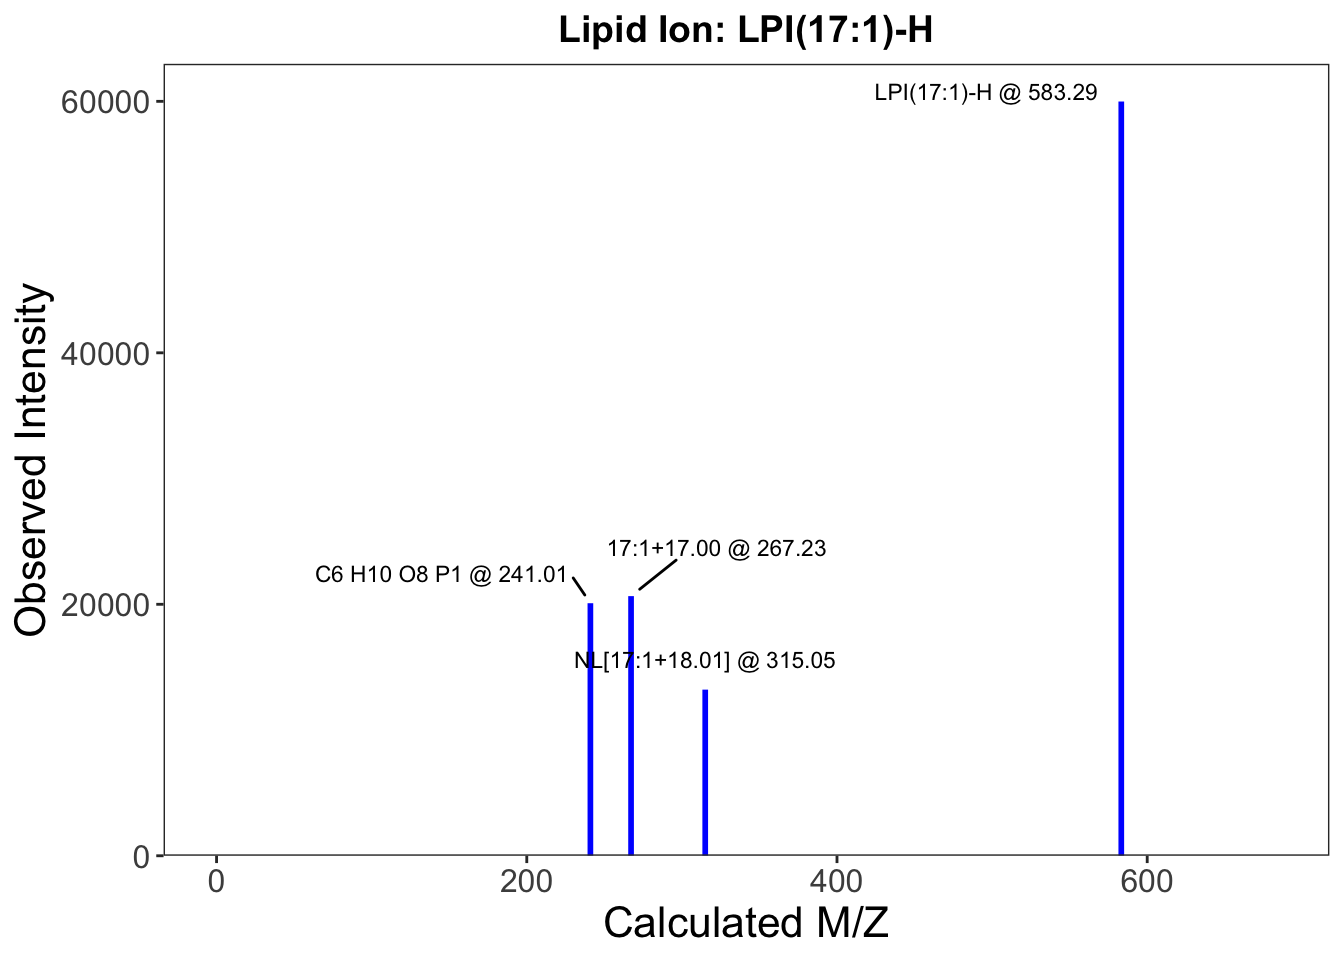 Lipid Ion: LPI(17:1)-H
LPI(17:1)-H @ 583.29
17:1+17.00 @ 267.23
C6 H10 O8 P1 @ 241.01
NL[17:1+18.01] @ 315.05
Observed Intensity
60000
40000
20000
0
0 200 400 600
Calculated M/Z